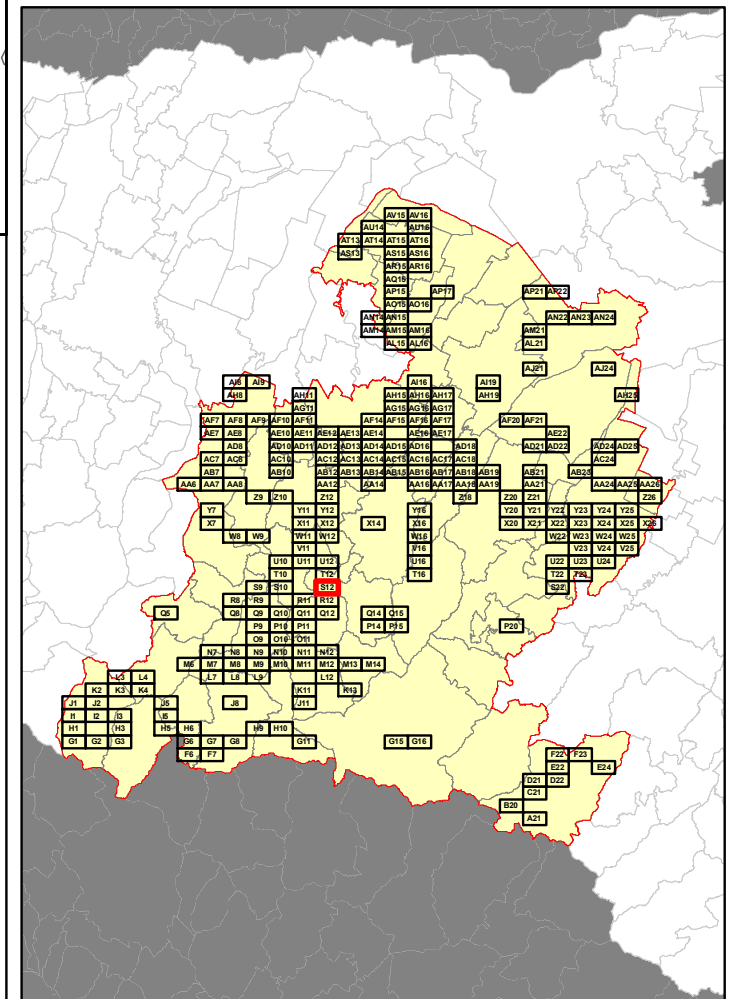 AV15 AV16
AU14 AU16
AT13 AT14 AT15 AT16
AS13 AS15 AS16
AR15 AR16
AQ15
AP15 AP17 AP21 AP22
AO15 AO16
AN14 AN15 AN22 AN23 AN24
AM14 AM15 AM16 AM21
AL15 AL16 AL21
AJ21 AJ24
AI8 AI9 AI16 AI19
AH8 AH11 AH15 AH16 AH17 AH19 AH25
AG11 AG15 AG16 AG17
AF7 AF8 AF9 AF10 AF11 AF14 AF15 AF16 AF17 AF20 AF21
AE7 AE8 AE10 AE11 AE12 AE13 AE14 AE16 AE17 AE22
AD8 AD10 AD11 AD12 AD13 AD14 AD15 AD16 AD18 AD21 AD22 AD24 AD25
AC7 AC8 AC10 AC12 AC13 AC14 AC15 AC16 AC17 AC18 AC24
AB7 AB10 AB12 AB13 AB14 AB15 AB16 AB17 AB18 AB19 AB21 AB23
AA6 AA7 AA8 AA12 AA14 AA16 AA17 AA18 AA19 AA21 AA24 AA25 AA26
Z9 Z10 Z12 Z18 Z20 Z21 Z26
Y7 Y11 Y12 Y16 Y20 Y21 Y22 Y23 Y24 Y25
X7 X11 X12 X14 X16 X20 X21 X22 X23 X24 X25 X26
W8 W9 W11 W12 W16 W22 W23 W24 W25
V11 V16 V23 V24 V25
U10 U11 U12 U16 U22 U23 U24
T10 T12 T16 T22 T23
S9 S10 S12 S22
R8 R9 R11 R12
Q5 Q8 Q9 Q10 Q11 Q12 Q14 Q15
P9 P10 P11 P14 P15 P20
O9 O10 O11
N7 N8 N9 N10 N11 N12
M6 M7 M8 M9 M10 M11 M12 M13 M14
L3 L4 L7 L8 L9 L12
K2 K3 K4 K11 K13
J1 J2 J5 J8 J11
I1 I2 I3 I5
H1 H3 H5 H6 H9 H10
G1 G2 G3 G6 G7 G8 G11 G15 G16
F6 F7 F22 F23
E22 E24
D21 D22
C21
B20
A21